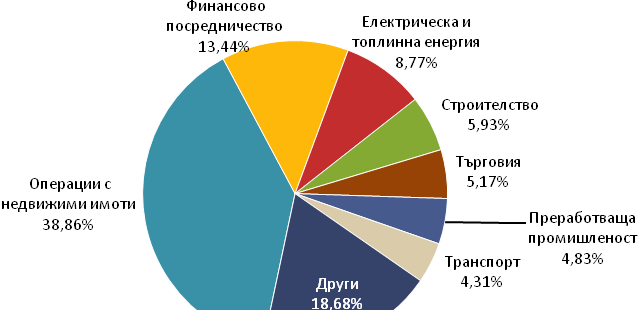 Финансово
посредничество
13,44%
Електрическа и
топлинна енергия
8,77%
Строителство
5,93%
Търговия
5,17%
Преработваща
промишленост
4,83%
Транспорт
4,31%
Други
18,68%
Операции с
недвижими имоти
38,86%